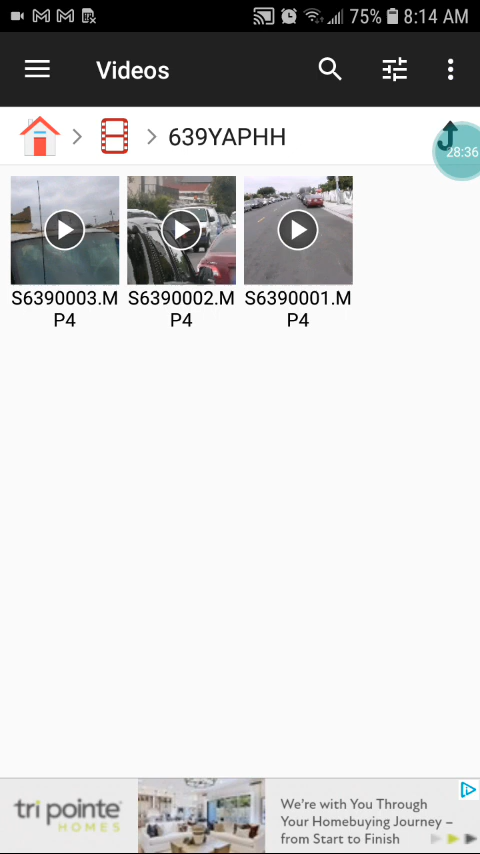 75% 8:14 AM
Videos
639YAPHH
28:36
S6390003.M
P4
S6390002.M
P4
S6390001.M
P4
tri pointe
HOMES
We're with You Through
Your Homebuying Journey –
from Start to Finish